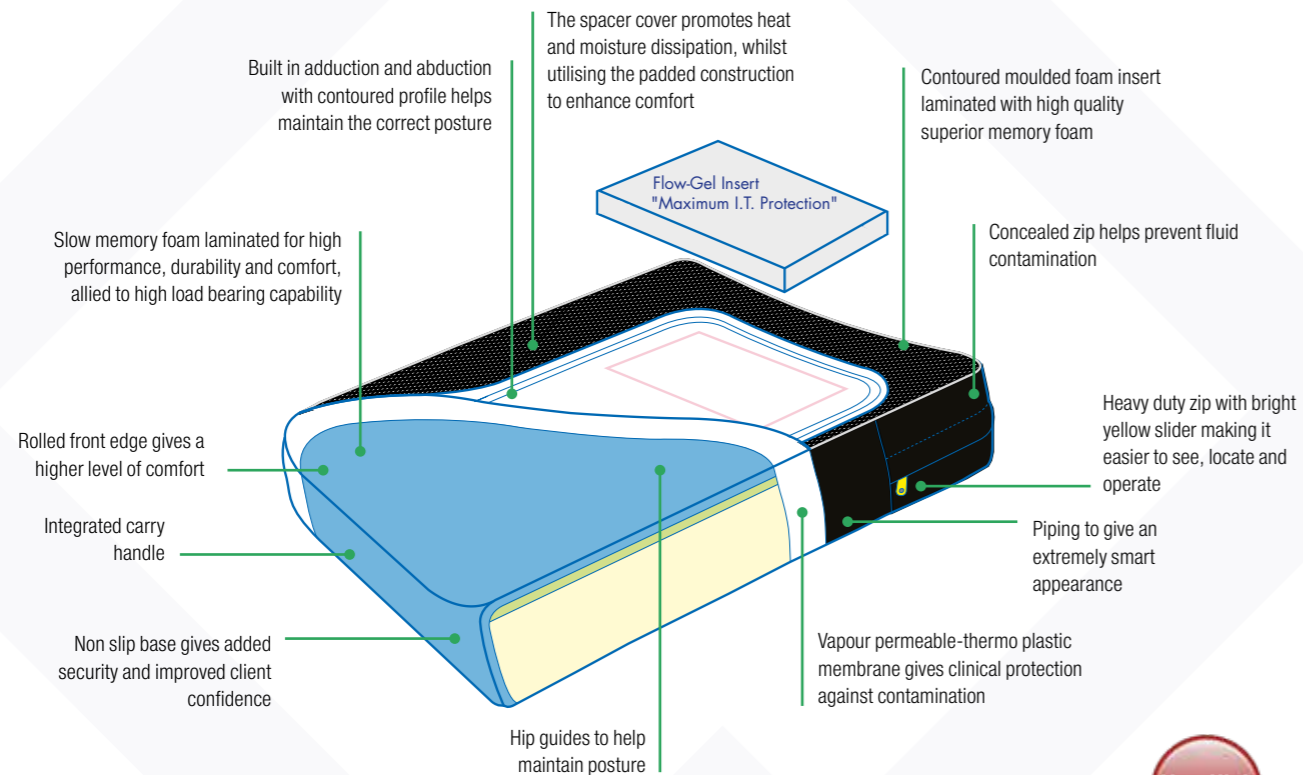 The spacer cover promotes heat
and moisture dissipation, whilst
utilising the padded construction
to enhance comfort
Built in adduction and abduction
with contoured profile helps
maintain the correct posture
Contoured moulded foam insert
laminated with high quality
superior memory foam
Flow-Gel Insert
"Maximum I.T. Protection"
Slow memory foam laminated for high
performance, durability and comfort,
allied to high load bearing capability
Concealed zip helps prevent fluid
contamination
Rolled front edge gives a
higher level of comfort
Heavy duty zip with bright
yellow slider making it
easier to see, locate and
operate
Integrated carry
handle
Piping to give an
extremely smart
appearance
Non slip base gives added
security and improved client
confidence
Vapour permeable-thermo plastic
membrane gives clinical protection
against contamination
Hip guides to help
maintain posture